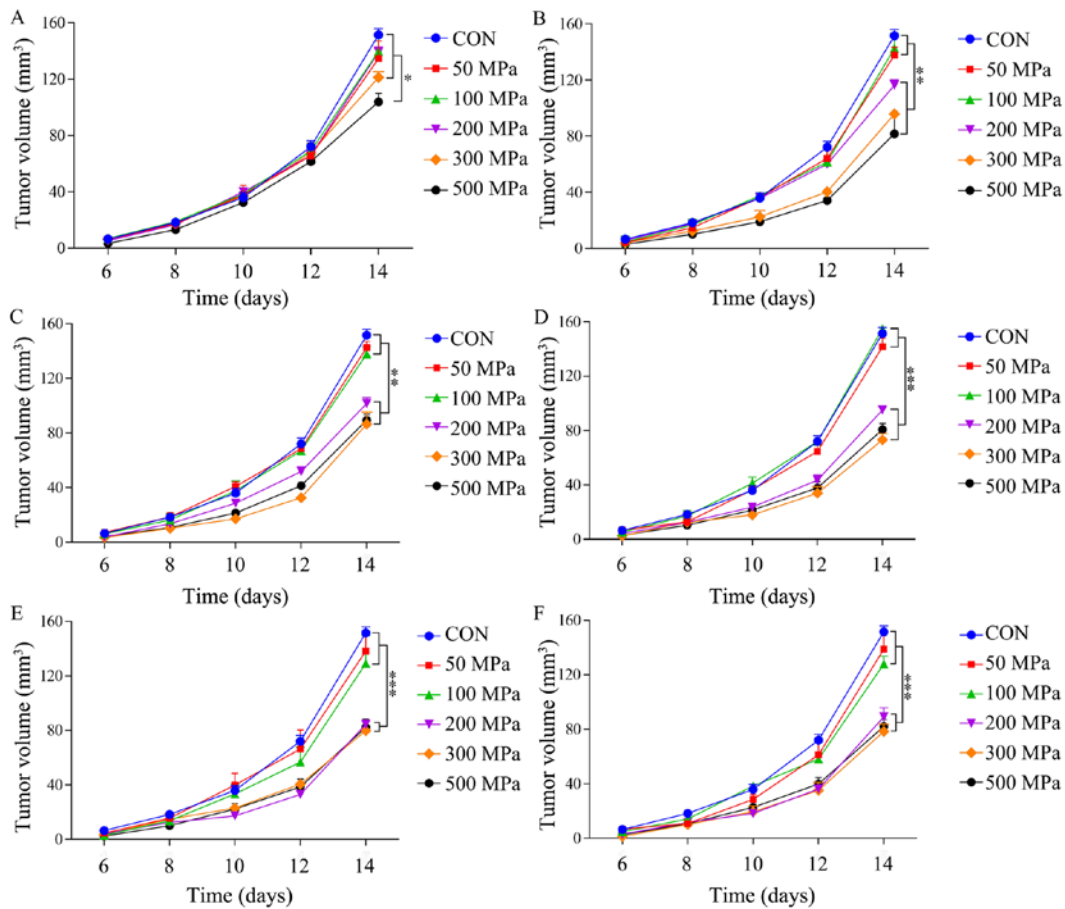 A
Tumor volume (mm³)
160
120
80
40
0
6 8 10 12 14
Time (days)
*
CON
50 MPa
100 MPa
200 MPa
300 MPa
500 MPa
B
Tumor volume (mm³)
160
120
80
40
0
6 8 10 12 14
Time (days)
**
CON
50 MPa
100 MPa
200 MPa
300 MPa
500 MPa
C
Tumor volume (mm³)
160
120
80
40
0
6 8 10 12 14
Time (days)
**
CON
50 MPa
100 MPa
200 MPa
300 MPa
500 MPa
D
Tumor volume (mm³)
160
120
80
40
0
6 8 10 12 14
Time (days)
***
CON
50 MPa
100 MPa
200 MPa
300 MPa
500 MPa
E
Tumor volume (mm³)
160
120
80
40
0
6 8 10 12 14
Time (days)
***
CON
50 MPa
100 MPa
200 MPa
300 MPa
500 MPa
F
Tumor volume (mm³)
160
120
80
40
0
6 8 10 12 14
Time (days)
***
CON
50 MPa
100 MPa
200 MPa
300 MPa
500 MPa